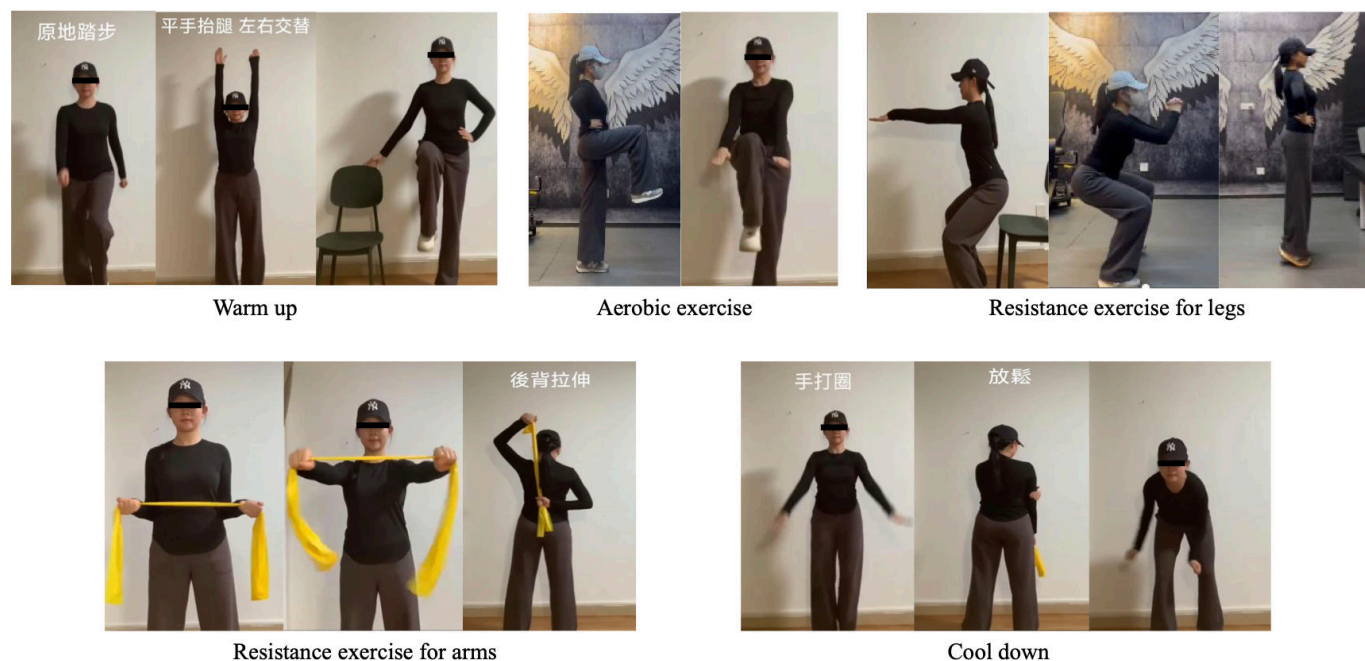 原地踏步
平手抬腿 左右交替
Warm up
Aerobic exercise
Resistance exercise for legs
後背拉伸
手打圈
放鬆
Resistance exercise for arms
Cool down